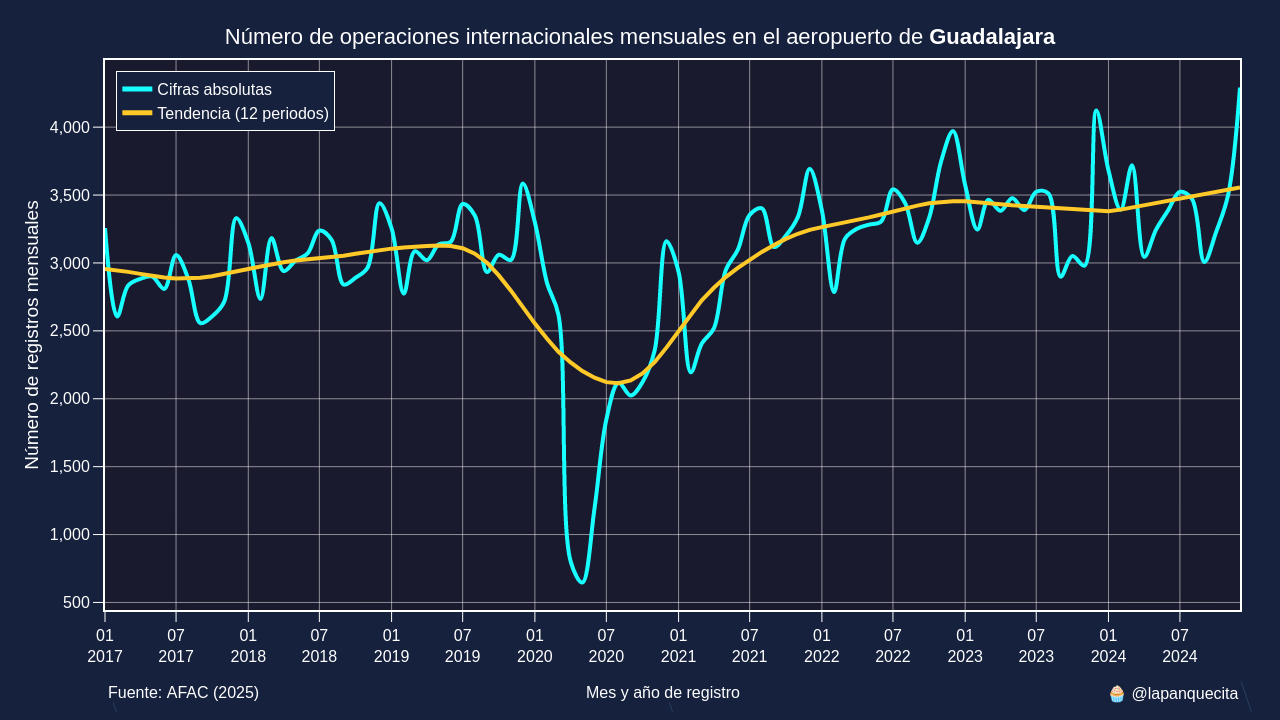 Número de operaciones internacionales mensuales en el aeropuerto de Guadalajara
Cifras absolutas
Tendencia (12 periodos)
Número de registros mensuales
4,000
3,500
3,000
2,500
2,000
1,500
1,000
500
01 07 01 07 01 07 01 07 01 07 01 07 01 07 01 07
2017 2017 2018 2018 2019 2019 2020 2020 2021 2021 2022 2022 2023 2023 2024 2024
Fuente: AFAC (2025)
Mes y año de registro
🧁 @lapanquecita